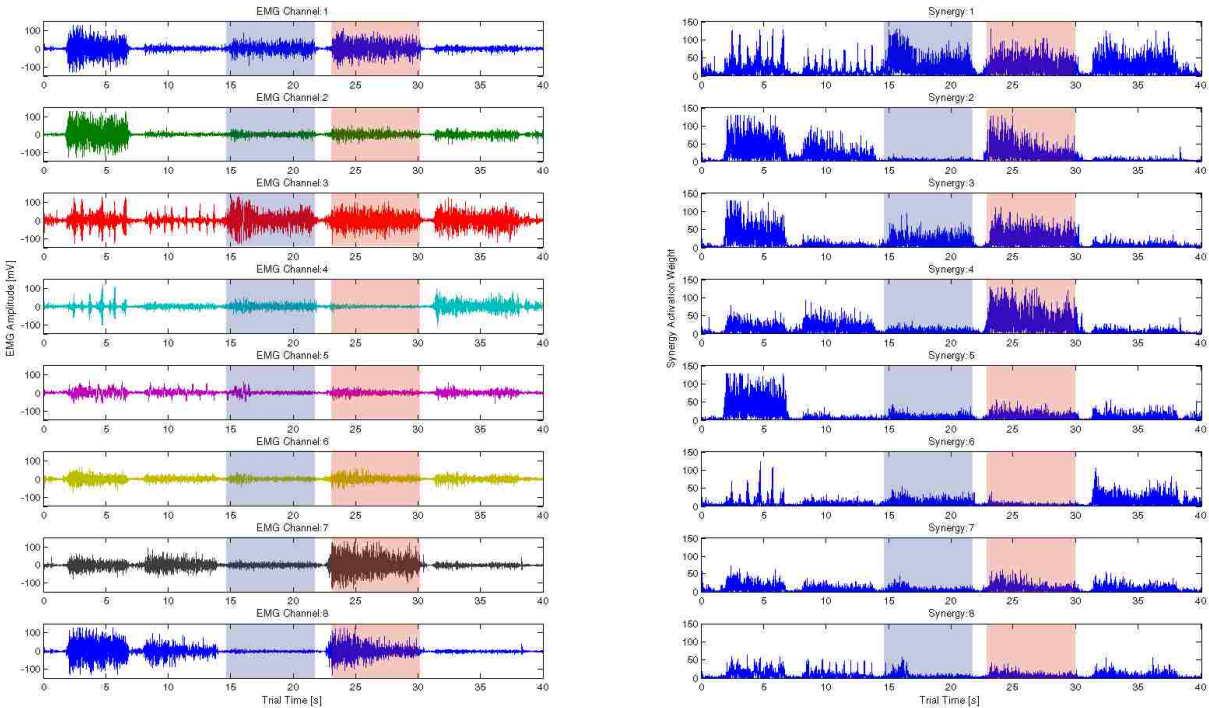 EMG Channel:1
100
0
-100
0 5 10 15 20 25 30 35 40
EMG Channel:2
100
0
-100
0 5 10 15 20 25 30 35 40
EMG Channel:3
100
0
-100
0 5 10 15 20 25 30 35 40
EMG Channel:4
100
0
-100
0 5 10 15 20 25 30 35 40
EMG Channel:5
100
0
-100
0 5 10 15 20 25 30 35 40
EMG Channel:6
100
0
-100
0 5 10 15 20 25 30 35 40
EMG Channel:7
100
0
-100
0 5 10 15 20 25 30 35 40
EMG Channel:8
100
0
-100
0 5 10 15 20 25 30 35 40
EMG Amplitude [mV]
Trial Time [s]
Synergy:1
150
100
50
0
0 5 10 15 20 25 30 35 40
Synergy:2
150
100
50
0
0 5 10 15 20 25 30 35 40
Synergy:3
150
100
50
0
0 5 10 15 20 25 30 35 40
Synergy:4
150
100
50
0
0 5 10 15 20 25 30 35 40
Synergy:5
150
100
50
0
0 5 10 15 20 25 30 35 40
Synergy:6
150
100
50
0
0 5 10 15 20 25 30 35 40
Synergy:7
150
100
50
0
0 5 10 15 20 25 30 35 40
Synergy:8
150
100
50
0
0 5 10 15 20 25 30 35 40
Synergy Activation Weight
Trial Time [s]